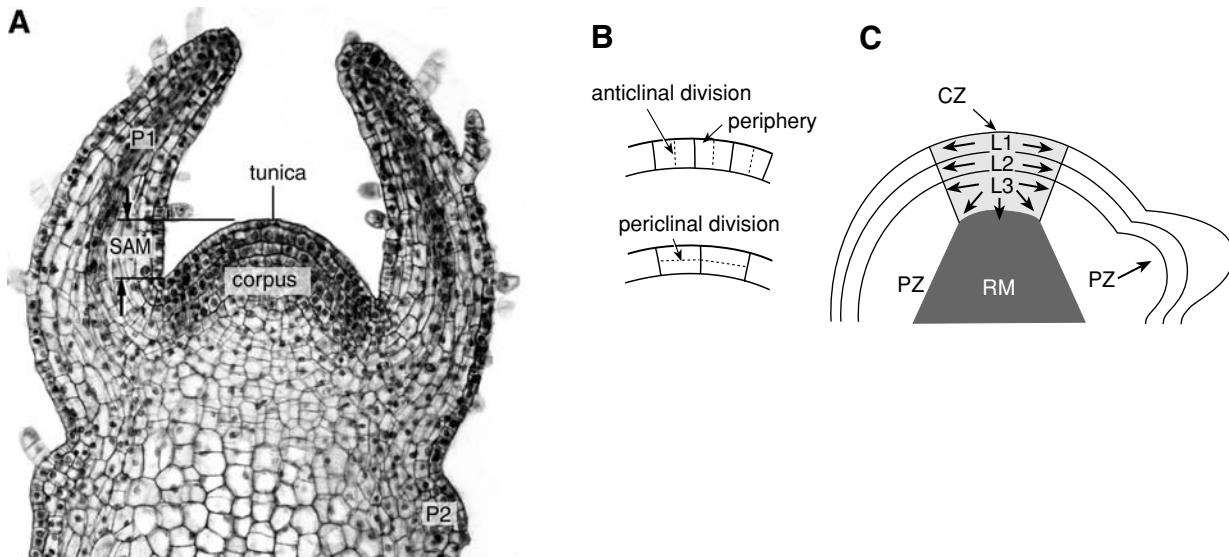 A
P1
tunica
SAM
corpus
P2
B
anticlinal division
periphery
periclinal division
C
CZ
L1
L2
L3
PZ
RM
PZ